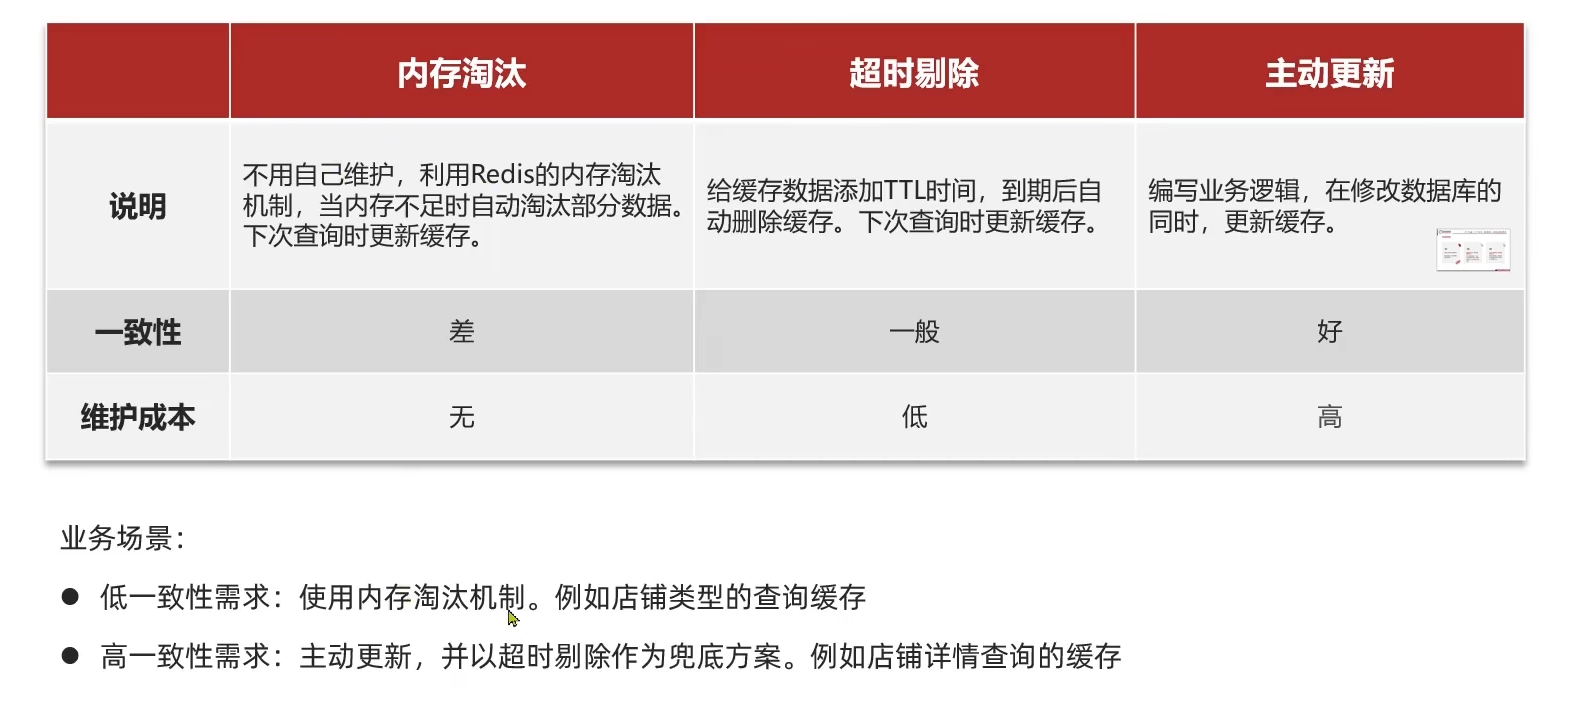 内存淘汰
超时剔除
主动更新
说明
不用自己维护，利用Redis的内存淘汰
机制，当内存不足时自动淘汰部分数据。
下次查询时更新缓存。
给缓存数据添加TTL时间，到期后自
动删除缓存。下次查询时更新缓存。
编写业务逻辑，在修改数据库的
同时，更新缓存。
一致性
差
一般
好
维护成本
无
低
高
业务场景：
● 低一致性需求：使用内存淘汰机制。例如店铺类型的查询缓存
● 高一致性需求：主动更新，并以超时剔除作为兜底方案。例如店铺详情查询的缓存